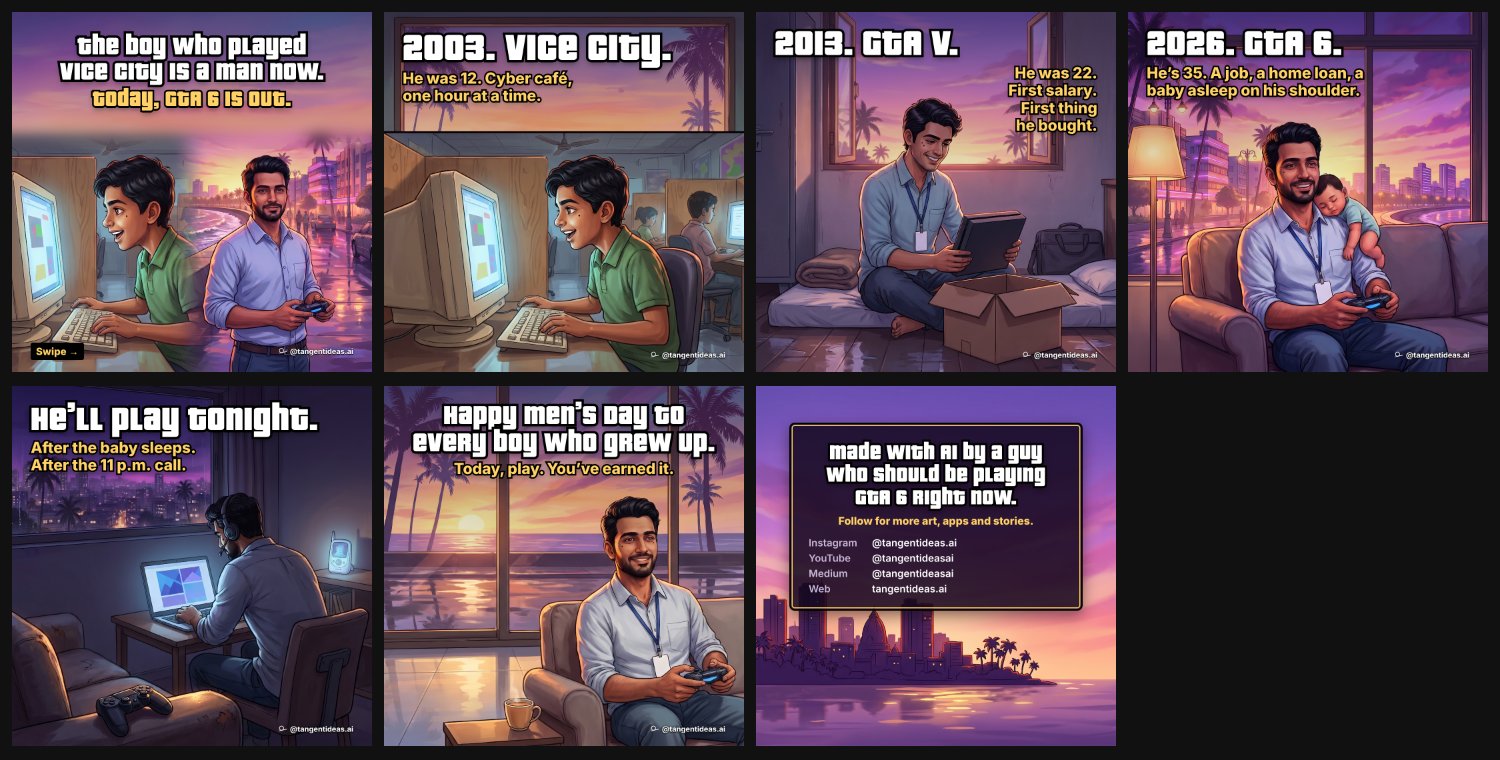 the boy who played
Vice City is a man now.
today, GTA 6 is out.
Swipe →
@tangentideas.ai
2003. Vice City.
He was 12. Cyber café,
one hour at a time.
@tangentideas.ai
2013. GTA V.
He was 22.
First salary.
First thing
he bought.
@tangentideas.ai
2026. GTA 6.
He's 35. A job, a home loan, a
baby asleep on his shoulder.
@tangentideas.ai
He'll play tonight.
After the baby sleeps.
After the 11 p.m. call.
@tangentideas.ai
Happy Men's Day to
every boy who grew up.
Today, play. You've earned it.
@tangentideas.ai
made with AI by a guy
who should be playing
GTA 6 right now.
Follow for more art, apps and stories.
Instagram @tangentideas.ai
YouTube @tangentideasai
Medium @tangentideasai
Web tangentideas.ai